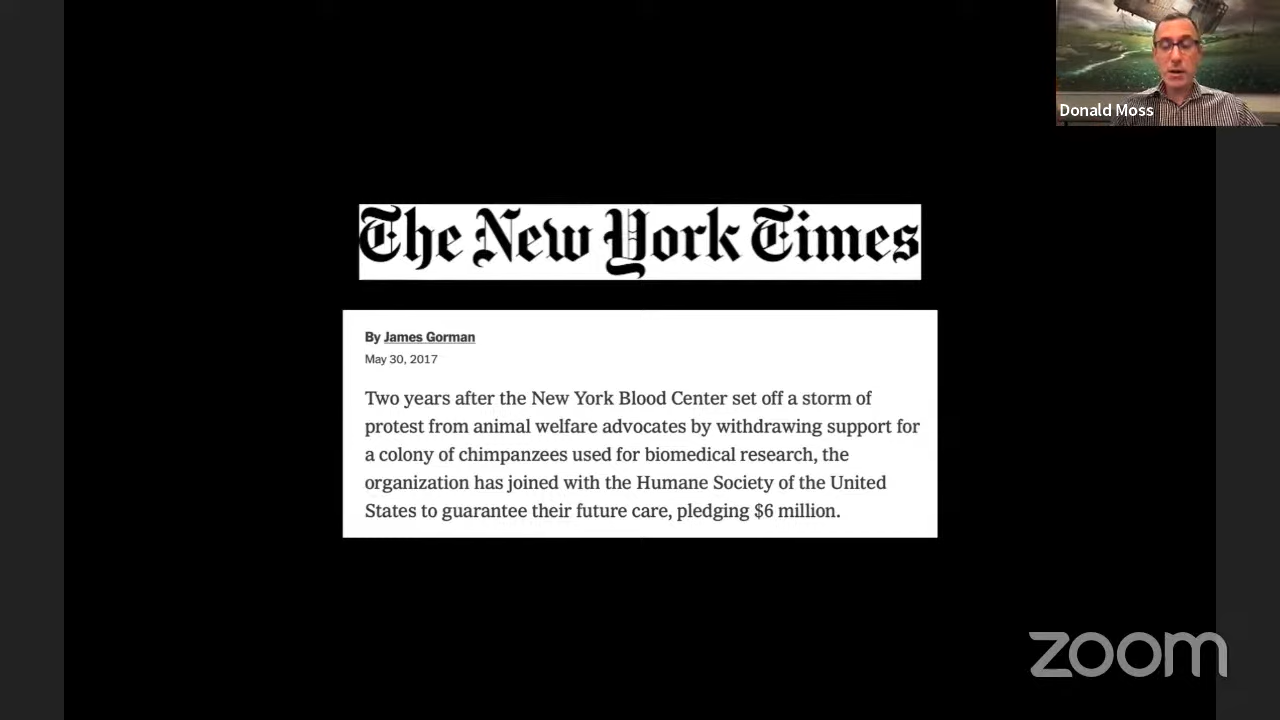 Donald Moss
The New York Times
By James Gorman
May 30, 2017
Two years after the New York Blood Center set off a storm of
protest from animal welfare advocates by withdrawing support for
a colony of chimpanzees used for biomedical research, the
organization has joined with the Humane Society of the United
States to guarantee their future care, pledging $6 million.
zoom